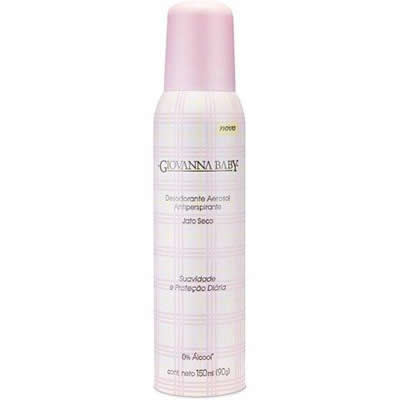 novo
GIOVANNA BABY
Desodorante Aerosol
Antiperspirante
Jato Seco
Suavidade
e Proteção Diária
0% Álcool*
cont. neto 150ml (90g)